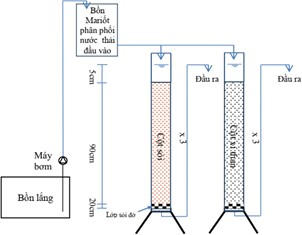 Bồn
Mariốt
phân phối
nước thải
đầu vào
5cm
Đầu ra
Đầu ra
Cột sỏi
x 3
Cột xỉ than
x 3
90cm
Máy
bơm
Bồn lắng
20cm
Lớp sỏi đỡ